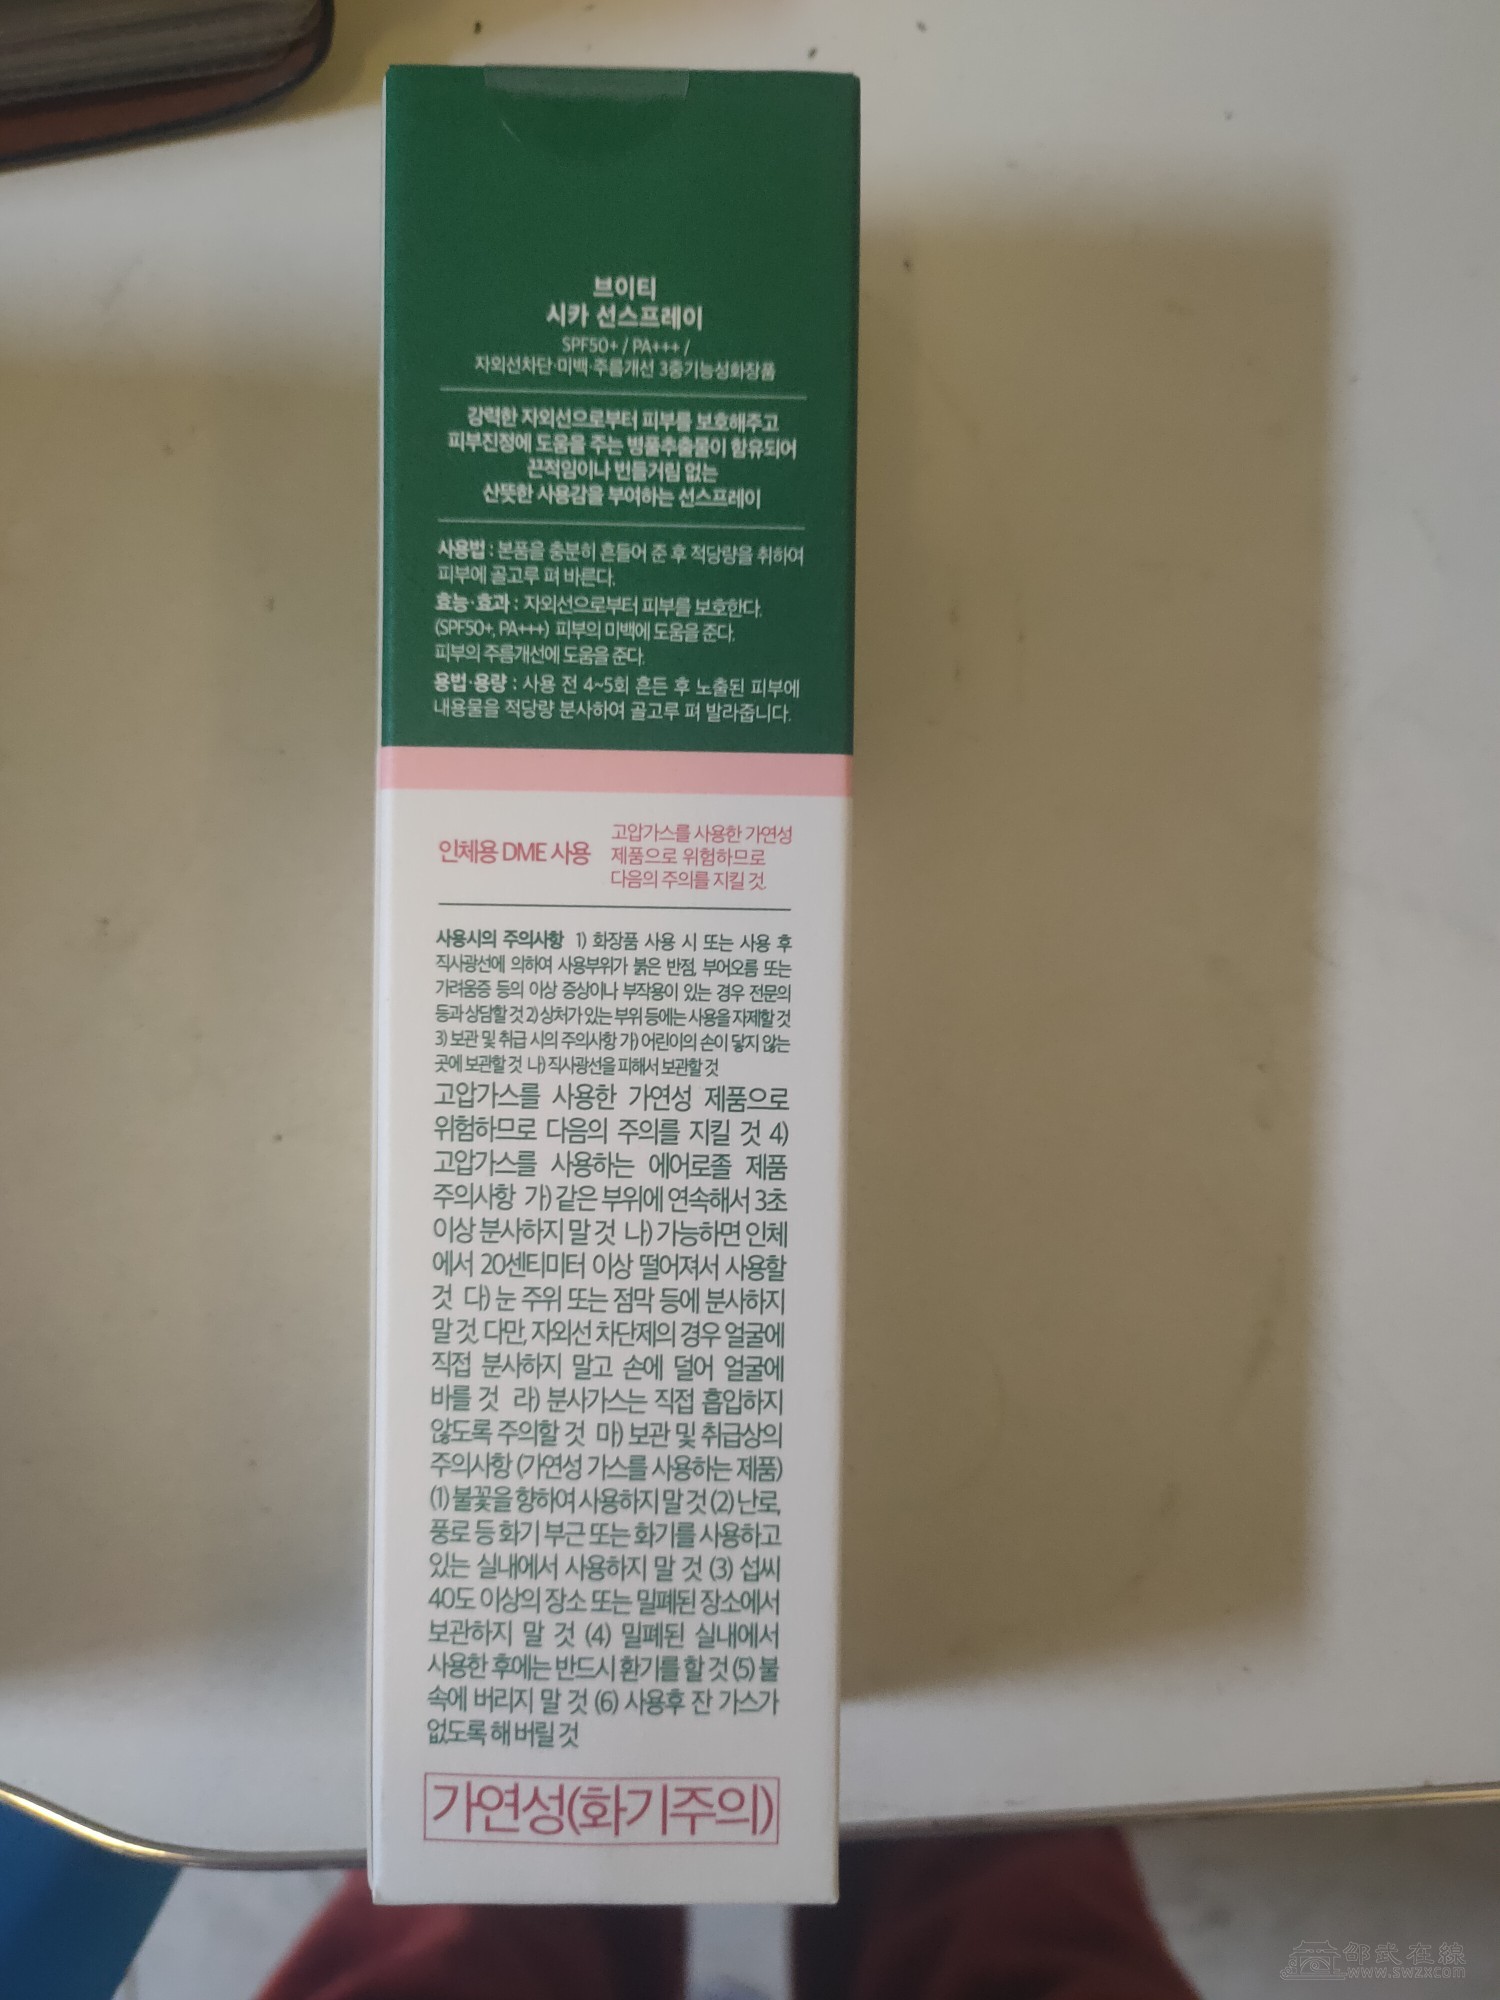 브이티
시카 선스프레이
SPF50+ / PA+++ /
자외선차단·미백·주름개선 3중기능성화장품
강력한 자외선으로부터 피부를 보호해주고
피부진정에 도움을 주는 병풀추출물이 함유되어
끈적임이나 번들거림 없는
산뜻한 사용감을 부여하는 선스프레이
사용법 : 본품을 충분히 흔들어 준 후 적당량을 취하여
피부에 골고루 펴 바른다.
효능·효과 : 자외선으로부터 피부를 보호한다.
(SPF50+, PA+++) 피부의 미백에 도움을 준다.
피부의 주름개선에 도움을 준다.
용법·용량 : 사용 전 4~5회 흔든 후 노출된 피부에
내용물을 적당량 분사하여 골고루 펴 발라줍니다.
인체용 DME 사용
고압가스를 사용한 가연성
제품으로 위험하므로
다음의 주의를 지킬 것.
사용시의 주의사항 1) 화장품 사용 시 또는 사용 후
직사광선에 의하여 사용부위가 붉은 반점, 부어오름 또는
가려움증 등의 이상 증상이나 부작용이 있는 경우 전문의
등과 상담할 것 2) 상처가 있는 부위 등에는 사용을 자제할 것
3) 보관 및 취급 시의 주의사항 가) 어린이의 손이 닿지 않는
곳에 보관할 것 나) 직사광선을 피해서 보관할 것
고압가스를 사용한 가연성 제품으로
위험하므로 다음의 주의를 지킬 것 4)
고압가스를 사용하는 에어로졸 제품
주의사항 가) 같은 부위에 연속해서 3초
이상 분사하지 말 것 나) 가능하면 인체
에서 20센티미터 이상 떨어져서 사용할
것 다) 눈 주위 또는 점막 등에 분사하지
말 것. 다만, 자외선 차단제의 경우 얼굴에
직접 분사하지 말고 손에 덜어 얼굴에
바를 것 라) 분사가스는 직접 흡입하지
않도록 주의할 것 마) 보관 및 취급상의
주의사항 (가연성 가스를 사용하는 제품)
(1) 불꽃을 향하여 사용하지 말 것 (2) 난로,
풍로 등 화기 부근 또는 화기를 사용하고
있는 실내에서 사용하지 말 것 (3) 섭씨
40도 이상의 장소 또는 밀폐된 장소에서
보관하지 말 것 (4) 밀폐된 실내에서
사용한 후에는 반드시 환기를 할 것 (5) 불
속에 버리지 말 것 (6) 사용후 잔 가스가
없도록 해 버릴 것
가연성(화기주의)
邵武在線
www.swzx.com